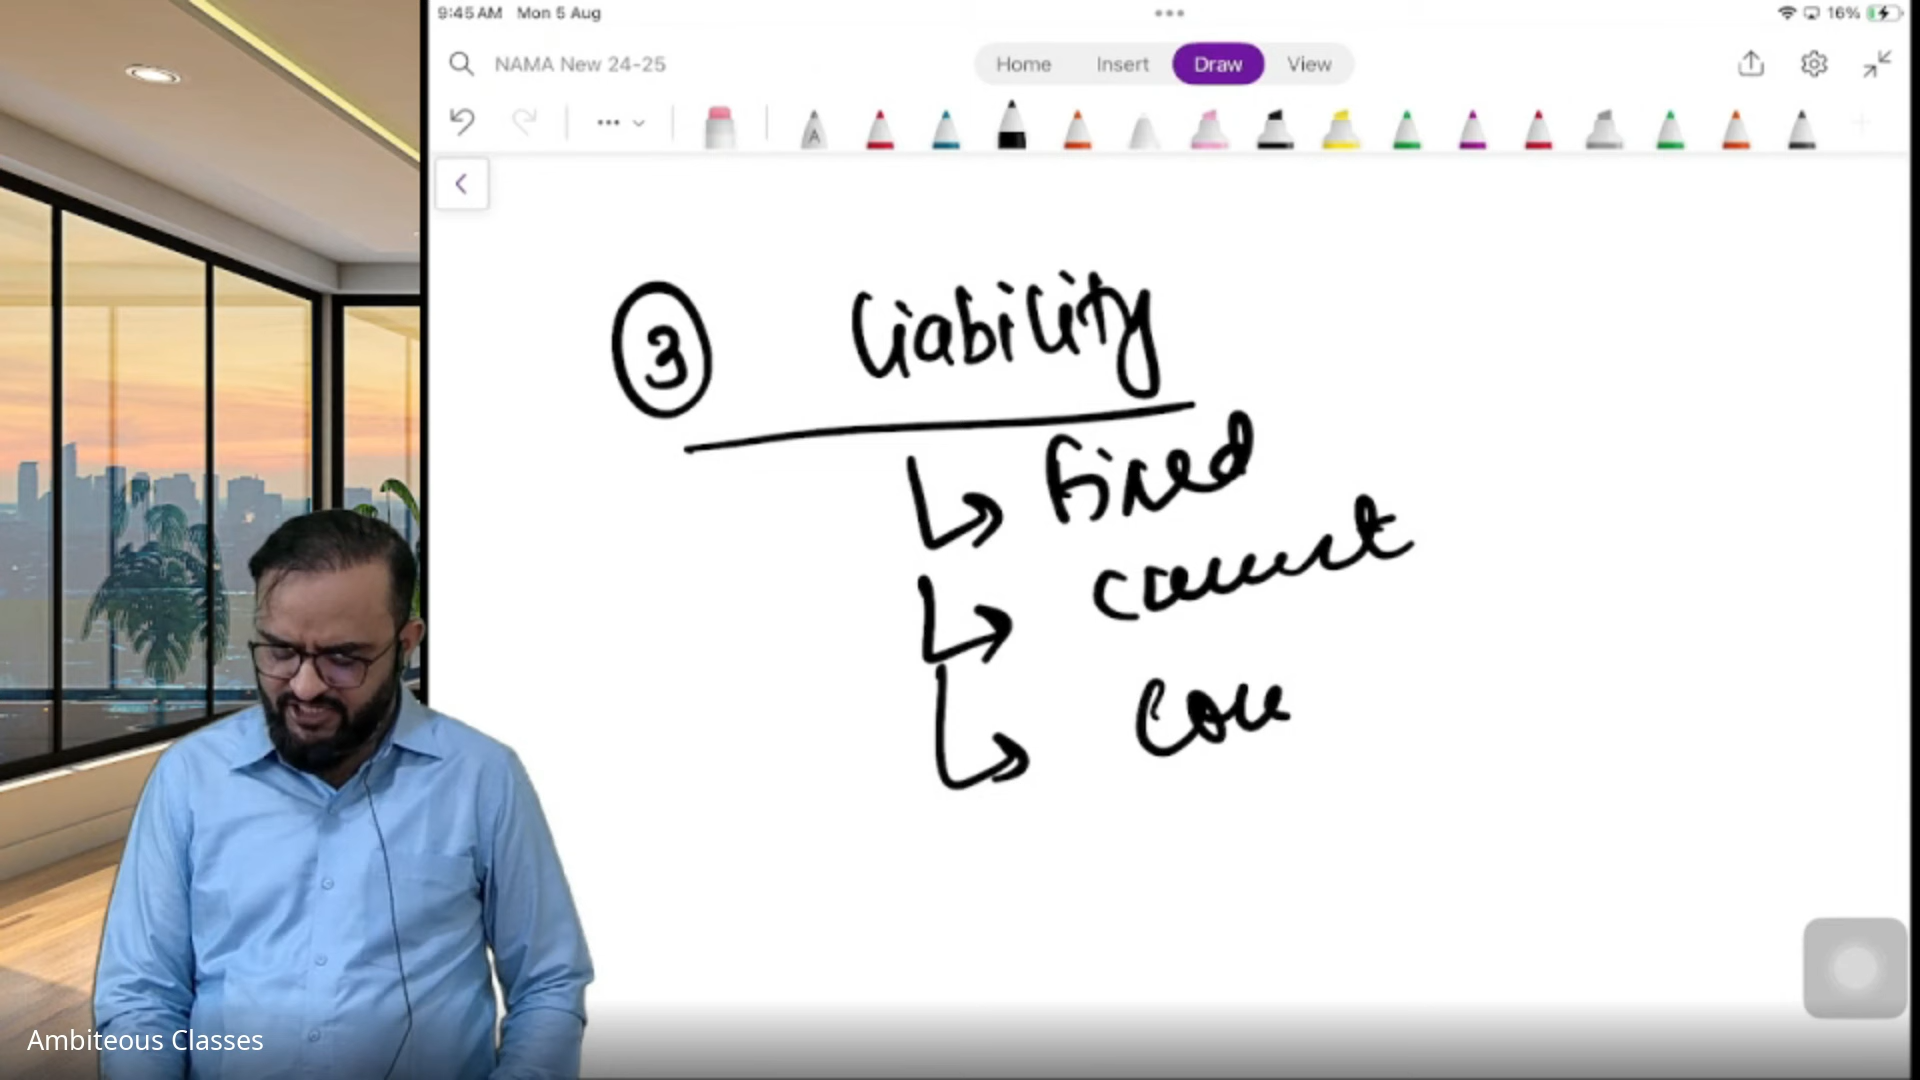 9:45 AM Mon 5 Aug
16%
NAMA New 24-25
Home Insert Draw View
A
3 Liability
Fixed
Current
Con
Ambiteous Classes